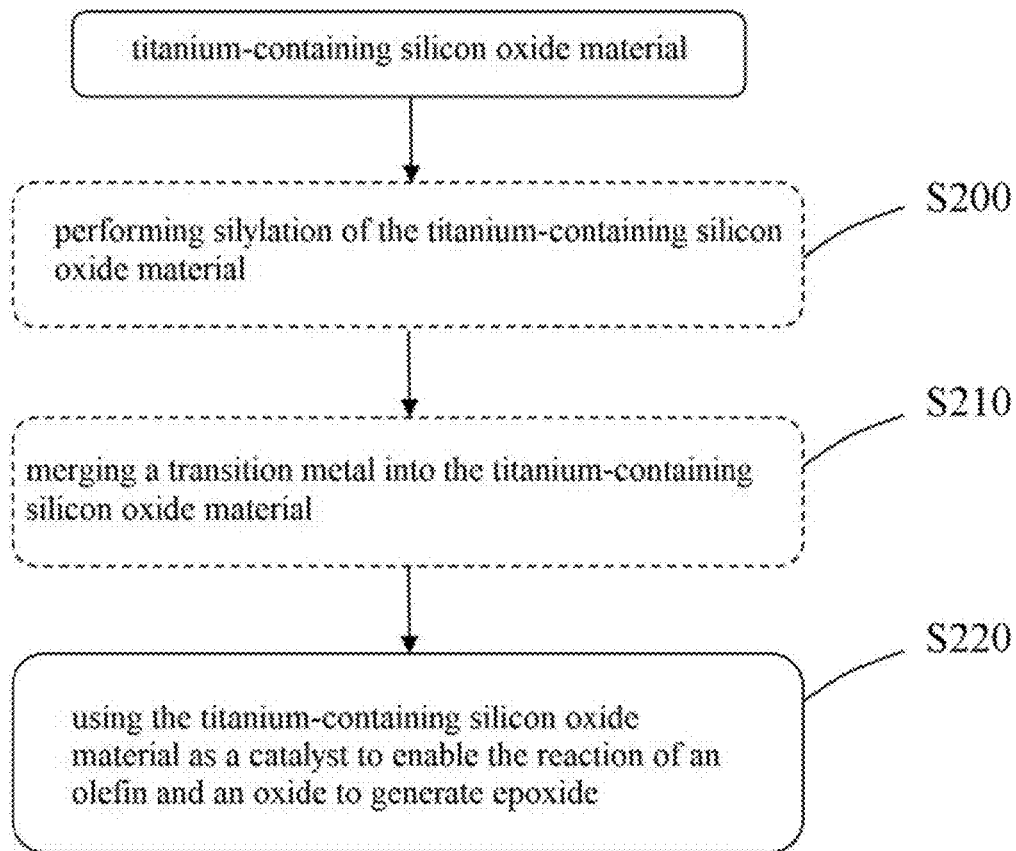 titanium-containing silicon oxide material
S200
performing silylation of the titanium-containing silicon
oxide material
S210
merging a transition metal into the titanium-containing
silicon oxide material
S220
using the titanium-containing silicon oxide
material as a catalyst to enable the reaction of an
olefin and an oxide to generate epoxide